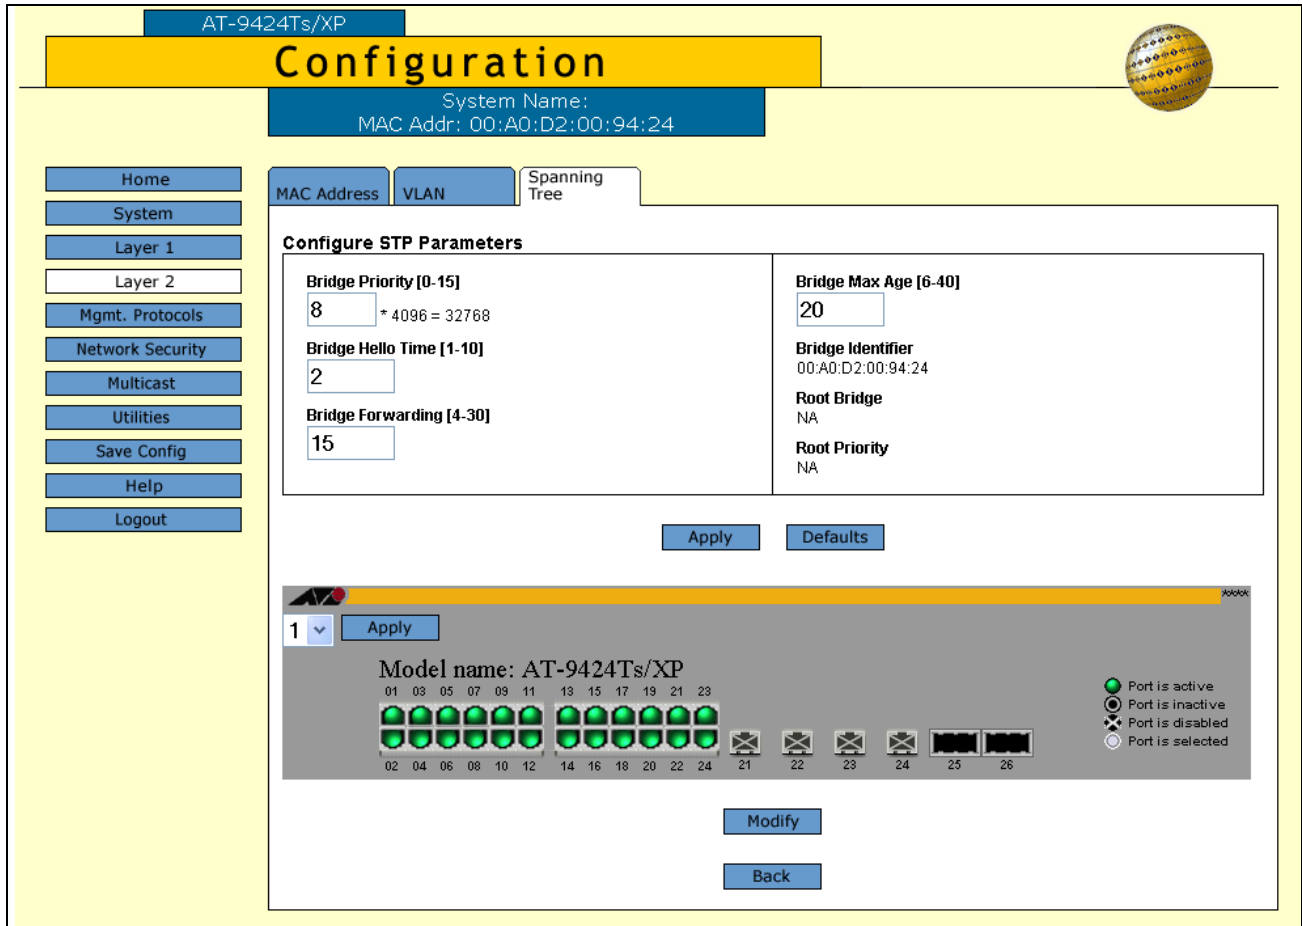 AT-9424Ts/XP
Configuration
System Name:
MAC Addr: 00:A0:D2:00:94:24
Home
System
Layer 1
Layer 2
Mgmt. Protocols
Network Security
Multicast
Utilities
Save Config
Help
Logout
MAC Address
VLAN
Spanning
Tree
Configure STP Parameters
Bridge Priority [0-15]
8 * 4096 = 32768
Bridge Hello Time [1-10]
2
Bridge Forwarding [4-30]
15
Bridge Max Age [6-40]
20
Bridge Identifier
00:A0:D2:00:94:24
Root Bridge
NA
Root Priority
NA
Apply
Defaults
1
Apply
Model name: AT-9424Ts/XP
01 03 05 07 09 11 13 15 17 19 21 23
02 04 06 08 10 12 14 16 18 20 22 24 21 22 23 24 25 26
Port is active
Port is inactive
Port is disabled
Port is selected
Modify
Back